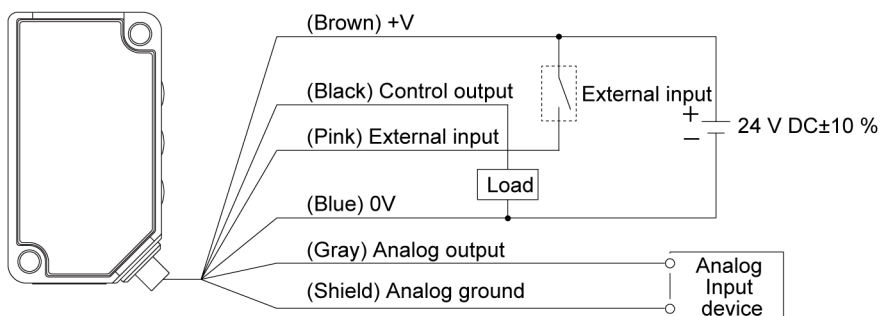 (Brown) +V
(Black) Control output
External input
+
−
24 V DC±10 %
(Pink) External input
Load
(Blue) 0V
(Gray) Analog output
(Shield) Analog ground
Analog
Input
device